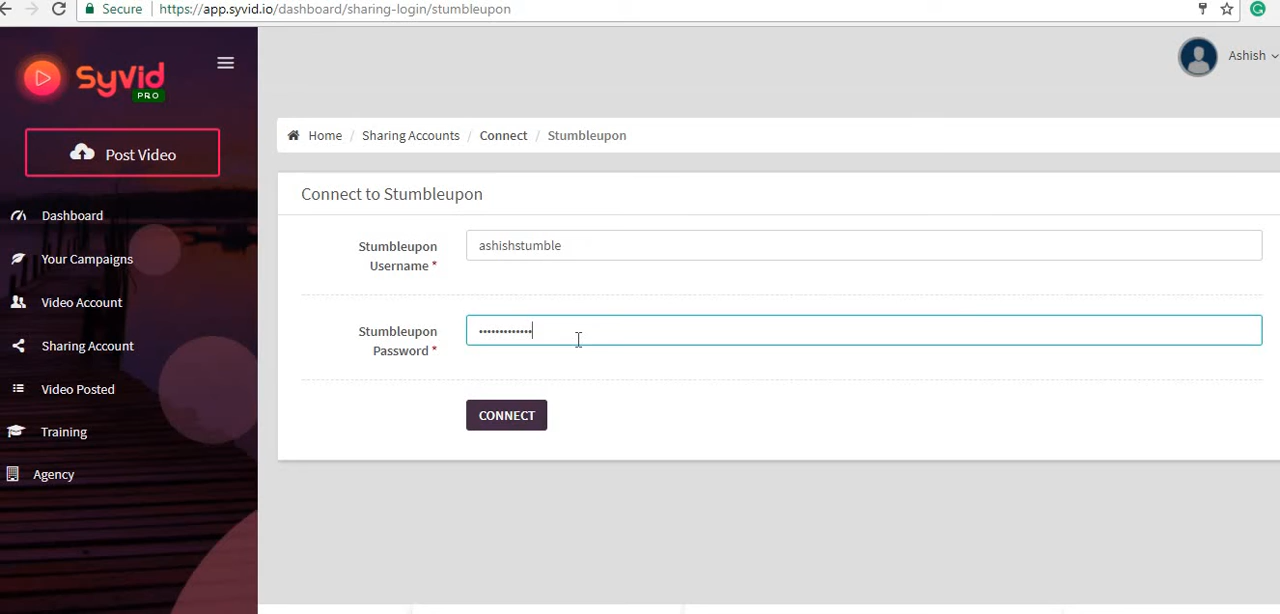 Secure
https://app.syvid.io/dashboard/sharing-login/stumbleupon
SyVid
PRO
Ashish
Post Video
Home / Sharing Accounts / Connect / Stumbleupon
Dashboard
Your Campaigns
Video Account
Sharing Account
Video Posted
Training
Agency
Connect to Stumbleupon
Stumbleupon
Username *
ashishstumble
Stumbleupon
Password *
•••••••••••••
CONNECT